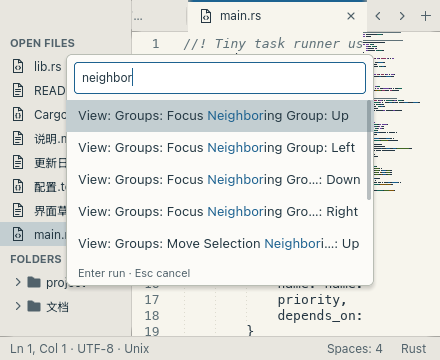 ...
main.rs
OPEN FILES
1 //! Tiny task runner us
lib.rs
READ
Cargo
说明.m
更新日
配置.to
界面草
main.r
FOLDERS
project
文档
neighbor
View: Groups: Focus Neighboring Group: Up
View: Groups: Focus Neighboring Group: Left
View: Groups: Focus Neighboring Gro...: Down
View: Groups: Focus Neighboring Gro...: Right
View: Groups: Move Selection Neighbori...: Up
Enter run · Esc cancel
16 name: name.
17 priority,
18 depends_on:
19 }
Ln 1, Col 1 · UTF-8 · Unix
Spaces: 4
Rust